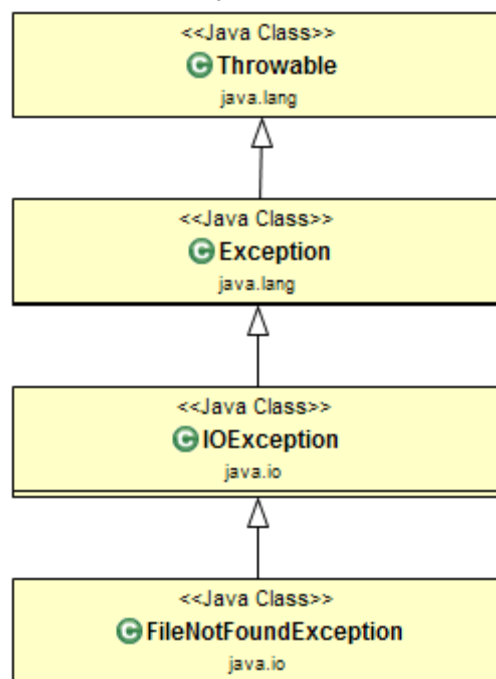 <<Java Class>>
Throwable
java.lang
<<Java Class>>
Exception
java.lang
<<Java Class>>
IOException
java.io
<<Java Class>>
FileNotFoundException
java.io